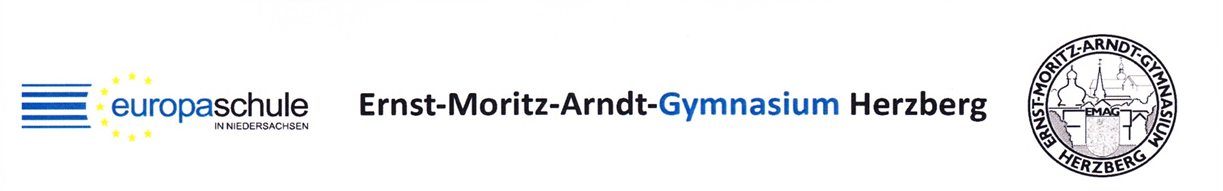 europaschule
IN NIEDERSACHSEN
Ernst-Moritz-Arndt-Gymnasium Herzberg
ERNST-MORITZ-ARNDT-GYMNASIUM
EMAG
HERZBERG